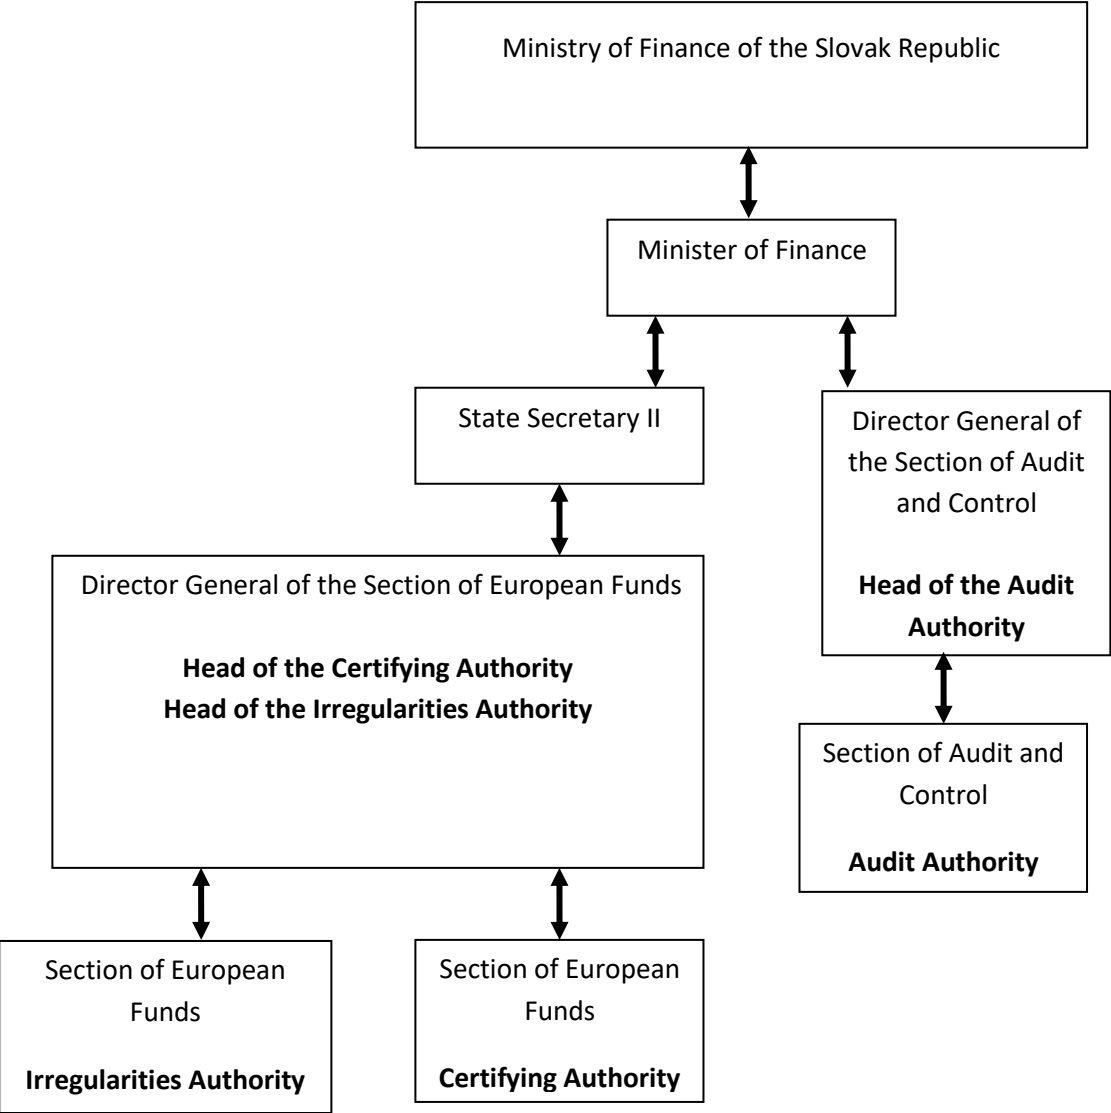 Ministry of Finance of the Slovak Republic
Minister of Finance
State Secretary II
Director General of
the Section of Audit
and Control
Head of the Audit
Authority
Director General of the Section of European Funds
Head of the Certifying Authority
Head of the Irregularities Authority
Section of Audit and
Control
Audit Authority
Section of European
Funds
Irregularities Authority
Section of European
Funds
Certifying Authority